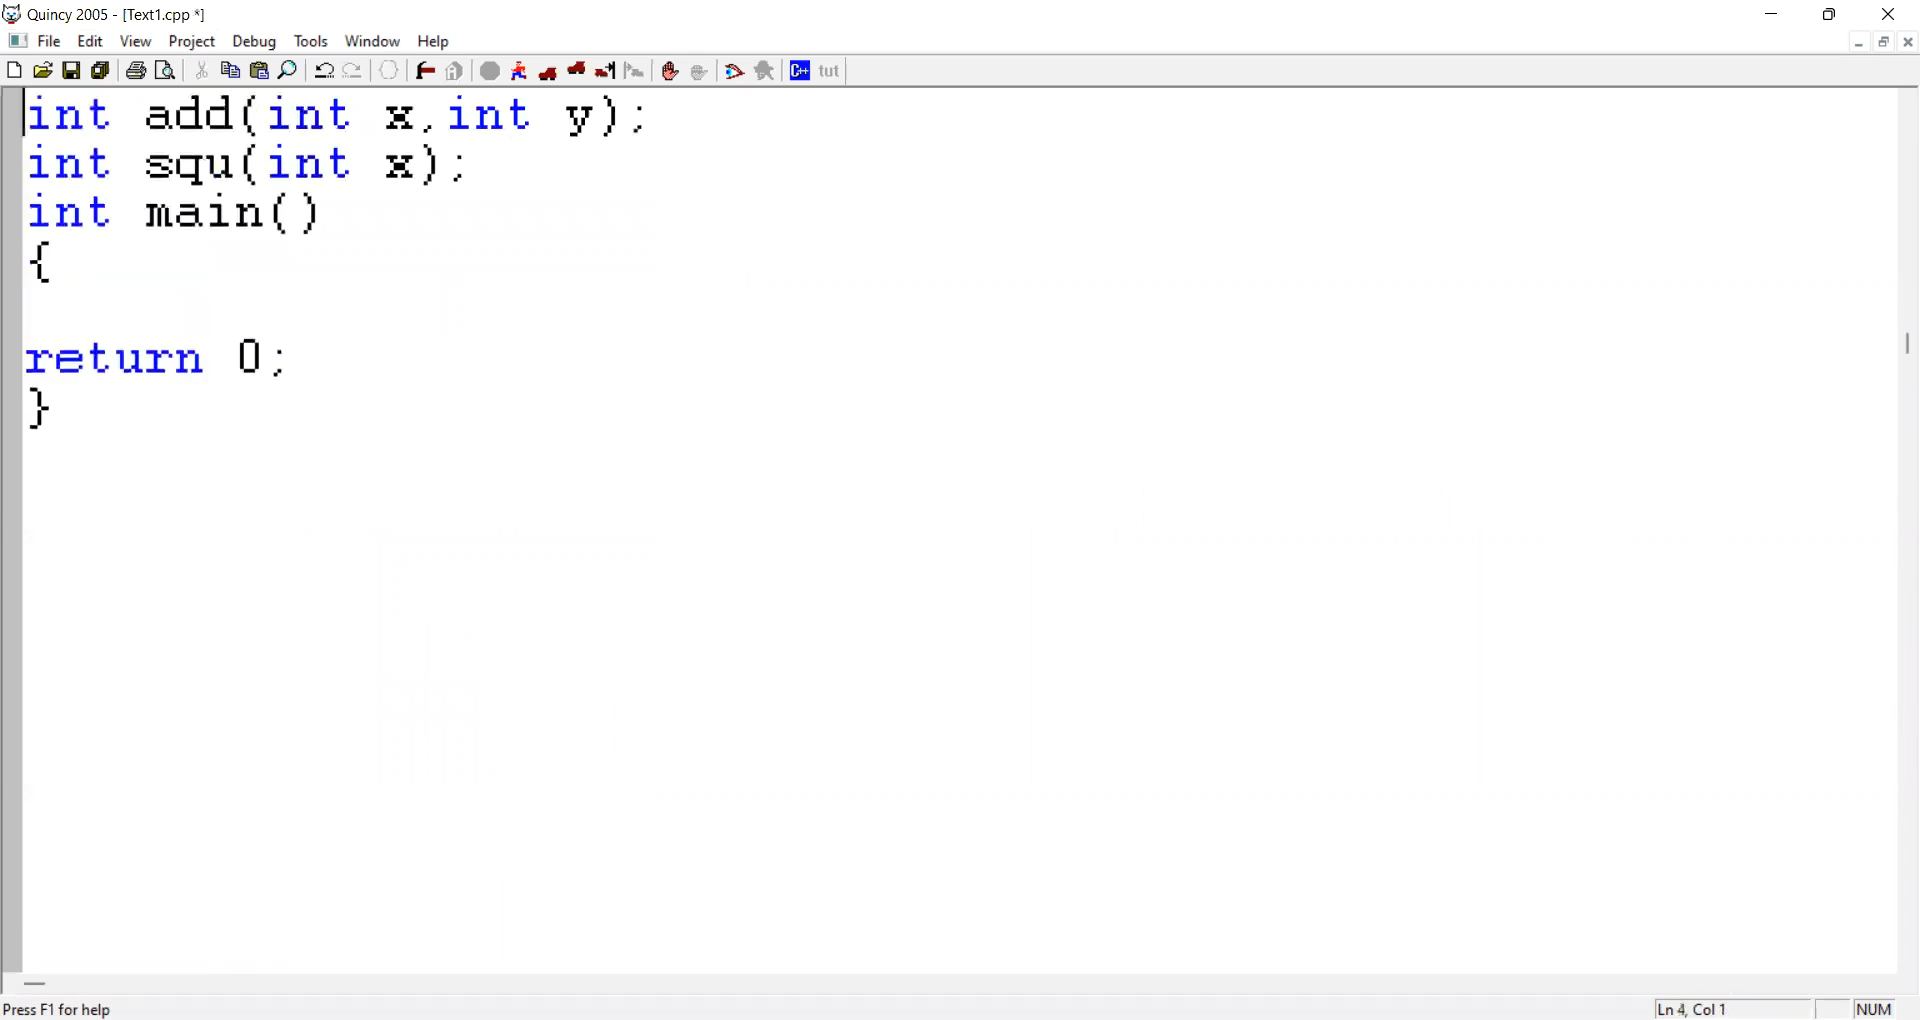 Quincy 2005 - [Text1.cpp *]
File Edit View Project Debug Tools Window Help
C++ tut
int add(int x,int y);
int squ(int x);
int main()
{
return 0;
}
Press F1 for help
Ln 4, Col 1
NUM